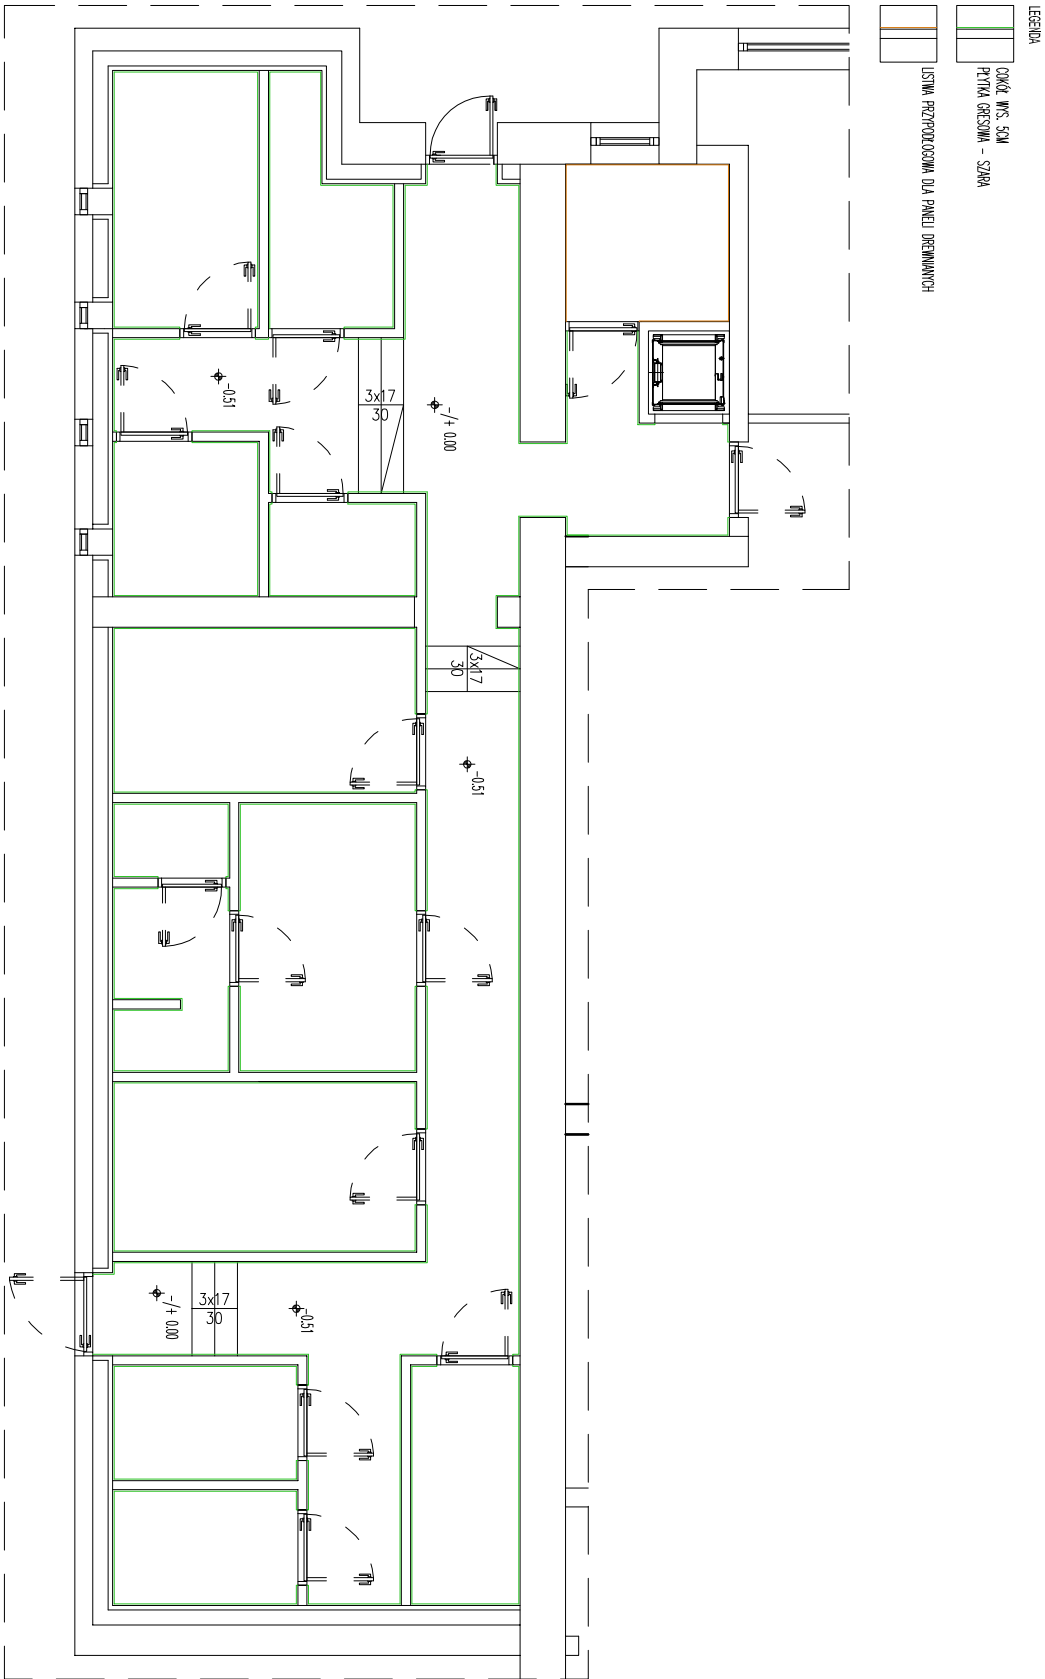 LEGENDA
COKÓŁ WYS. 5CM
PŁYTKA GRESOWA - SZARA
LISTWA PRZYPODŁOGOWA DLA PANELI DREWNIANYCH
-0.51
3x17
30
-/+ 0.00
3x17
30
-0.51
-/+ 0.00
3x17
30
-0.51